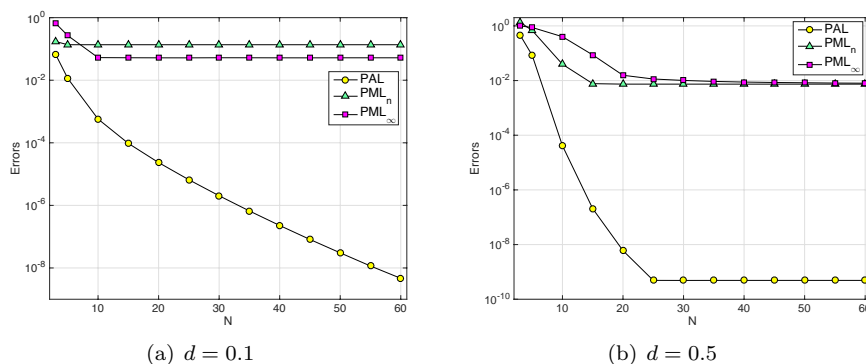 10^0
10^-2
10^-4
10^-6
10^-8
Errors
10 20 30 40 50 60
N
PAL
PML_n
PML_∞
(a) d = 0.1
10^0
10^-2
10^-4
10^-6
10^-8
10^-10
Errors
10 20 30 40 50 60
N
PAL
PML_n
PML_∞
(b) d = 0.5